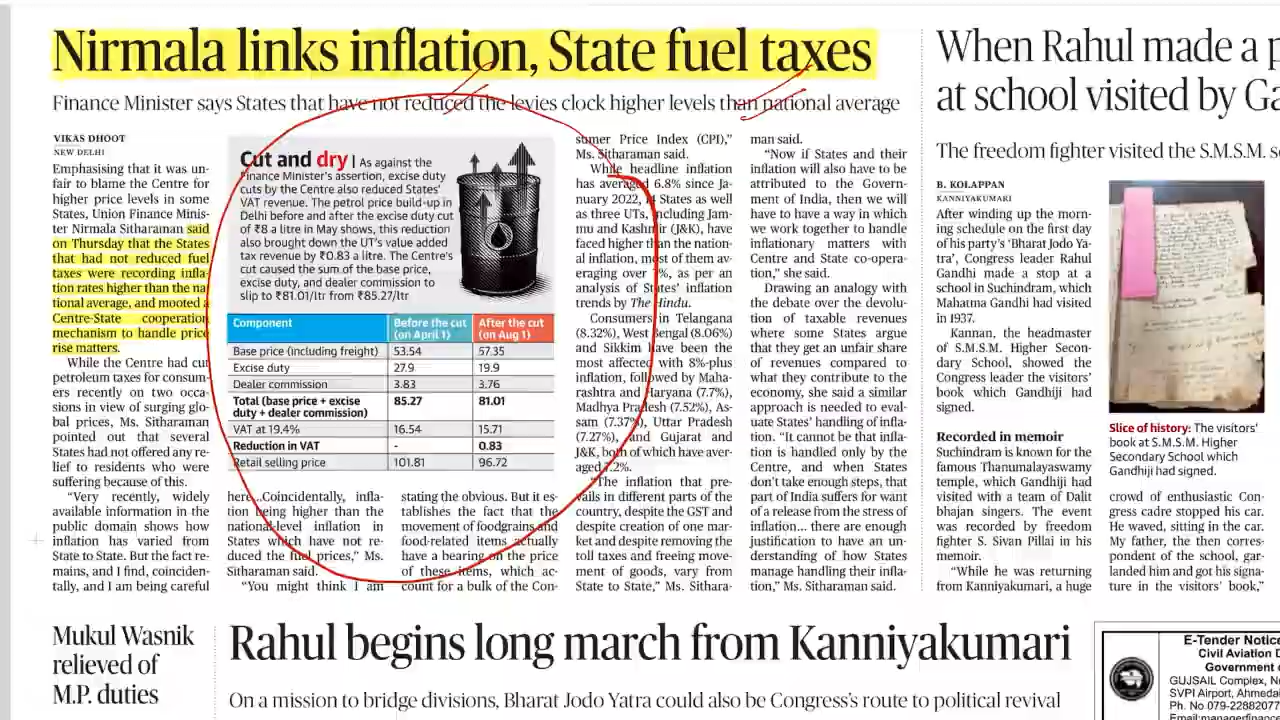 Nirmala links inflation, State fuel taxes
Finance Minister says States that have not reduced the levies clock higher levels than national average
VIKAS DHOOT
NEW DELHI
Emphasising that it was un-
fair to blame the Centre for
higher price levels in some
States, Union Finance Minis-
ter Nirmala Sitharaman said
on Thursday that the States
that had not reduced fuel
taxes were recording infla-
tion rates higher than the na-
tional average, and mooted a
Centre-State cooperation
mechanism to handle price
rise matters.
While the Centre had cut
petroleum taxes for consum-
ers recently on two occa-
sions in view of surging glo-
bal prices, Ms. Sitharaman
pointed out that several
States had not offered any re-
lief to residents who were
suffering because of this.
“Very recently, widely
available information in the
public domain shows how
inflation has varied from
State to State. But the fact re-
mains, and I find, coinciden-
tally, and I am being careful
Cut and dry | As against the
Finance Minister's assertion, excise duty
cuts by the Centre also reduced States'
VAT revenue. The petrol price build-up in
Delhi before and after the excise duty cut
of ₹8 a litre in May shows, this reduction
also brought down the UT's value added
tax revenue by ₹0.83 a litre. The Centre's
cut caused the sum of the base price,
excise duty, and dealer commission to
slip to ₹81.01/ltr from ₹85.27/ltr
Component Before the cut (on April 1) After the cut (on Aug 1)
Base price (including freight) 53.54 57.35
Excise duty 27.9 19.9
Dealer commission 3.83 3.76
Total (base price + excise duty + dealer commission) 85.27 81.01
VAT at 19.4% 16.54 15.71
Reduction in VAT - 0.83
Retail selling price 101.81 96.72
here...Coincidentally, infla-
tion being higher than the
national-level inflation in
States which have not re-
duced the fuel prices,” Ms.
Sitharaman said.
“You might think I am
stating the obvious. But it es-
tablishes the fact that the
movement of foodgrains and
food-related items actually
have a bearing on the price
of these items, which ac-
count for a bulk of the Con-
sumer Price Index (CPI),”
Ms. Sitharaman said.
While headline inflation
has averaged 6.8% since Ja-
nuary 2022, 14 States as well
as three UTs, including Jam-
mu and Kashmir (J&K), have
faced higher than the nation-
al inflation, most of them av-
eraging over 7%, as per an
analysis of States' inflation
trends by The Hindu.
Consumers in Telangana
(8.32%), West Bengal (8.06%)
and Sikkim have been the
most affected with 8%-plus
inflation, followed by Maha-
rashtra and Haryana (7.7%),
Madhya Pradesh (7.52%), As-
sam (7.37%), Uttar Pradesh
(7.27%), and Gujarat and
J&K, both of which have aver-
aged 7.2%.
“The inflation that pre-
vails in different parts of the
country, despite the GST and
despite creation of one mar-
ket and despite removing the
toll taxes and freeing move-
ment of goods, vary from
State to State,” Ms. Sithara-
man said.
“Now if States and their
inflation will also have to be
attributed to the Govern-
ment of India, then we will
have to have a way in which
we work together to handle
inflationary matters with
Centre and State co-opera-
tion,” she said.
Drawing an analogy with
the debate over the devolu-
tion of taxable revenues
where some States argue
that they get an unfair share
of revenues compared to
what they contribute to the
economy, she said a similar
approach is needed to eval-
uate States' handling of infla-
tion. “It cannot be that infla-
tion is handled only by the
Centre, and when States
don't take enough steps, that
part of India suffers for want
of a release from the stress of
inflation... there are enough
justification to have an un-
derstanding of how States
manage handling their infla-
tion,” Ms. Sitharaman said.
When Rahul made a
at school visited by Ga
The freedom fighter visited the S.M.S.M.
B. KOLAPPAN
KANNIYAKUMARI
After winding up the morn-
ing schedule on the first day
of his party's ‘Bharat Jodo Ya-
tra’, Congress leader Rahul
Gandhi made a stop at a
school in Suchindram, which
Mahatma Gandhi had visited
in 1937.
Kannan, the headmaster
of S.M.S.M. Higher Secon-
dary School, showed the
Congress leader the visitors'
book which Gandhiji had
signed.
Recorded in memoir
Suchindram is known for the
famous Thanumalayaswamy
temple, which Gandhiji had
visited with a team of Dalit
bhajan singers. The event
was recorded by freedom
fighter S. Sivan Pillai in his
memoir.
“While he was returning
from Kanniyakumari, a huge
Slice of history: The visitors'
book at S.M.S.M. Higher
Secondary School which
Gandhiji had signed.
crowd of enthusiastic Con-
gress cadre stopped his car.
He waved, sitting in the car.
My father, the then corres-
pondent of the school, gar-
landed him and got his signa-
ture in the visitors' book,”
Mukul Wasnik
relieved of
M.P. duties
Rahul begins long march from Kanniyakumari
On a mission to bridge divisions, Bharat Jodo Yatra could also be Congress's route to political revival
E-Tender Notice
Civil Aviation D
Government o
GUJSAIL Complex, Ne
SVPI Airport, Ahmeda
Ph. No.079-22882077
Email:managerfinanc